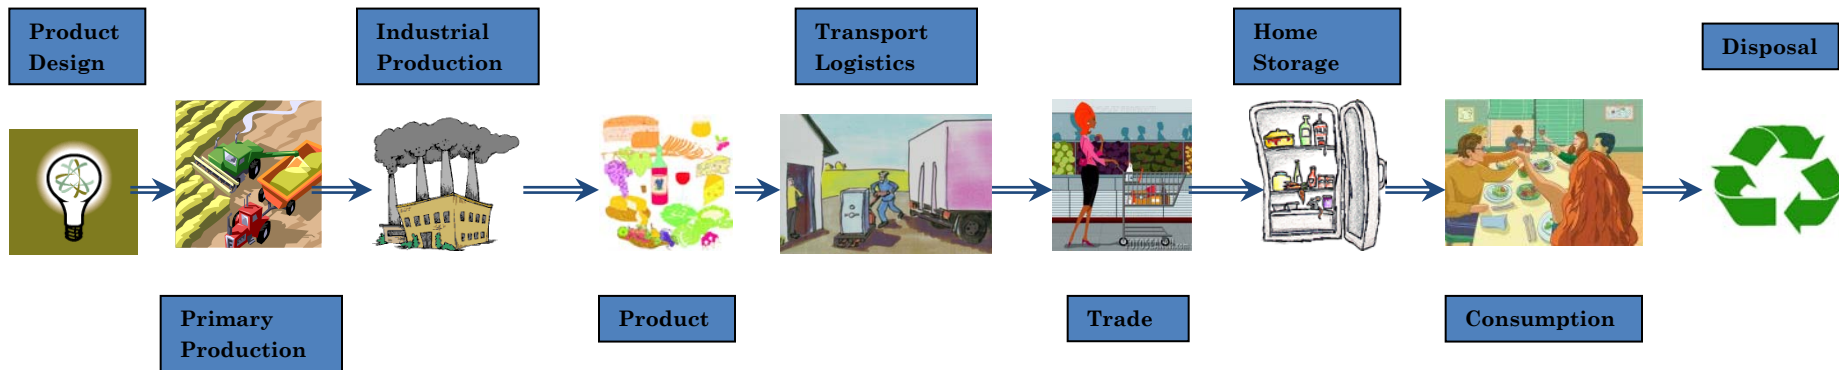 Product
Design
Primary
Production
Industrial
Production
Product
Transport
Logistics
Trade
Home
Storage
Consumption
Disposal